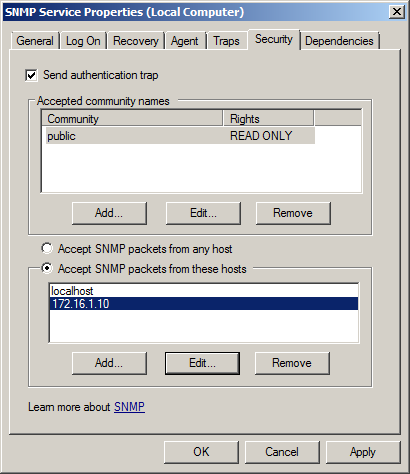 SNMP Service Properties (Local Computer)
General Log On Recovery Agent Traps Security Dependencies
Send authentication trap
Accepted community names
Community Rights
public READ ONLY
Add... Edit... Remove
Accept SNMP packets from any host
Accept SNMP packets from these hosts
localhost
172.16.1.10
Add... Edit... Remove
Learn more about SNMP
OK Cancel Apply